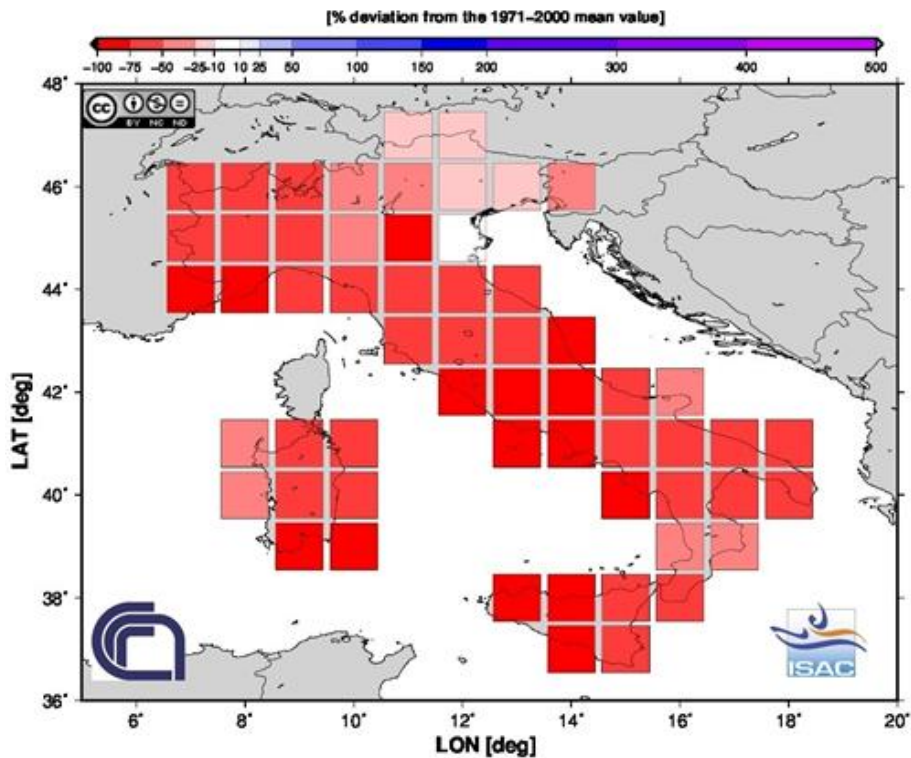 [% deviation from the 1971-2000 mean value]
-100 -75 -50 -25 -10 10 25 50 100 150 200 300 400 500
48°
cc BY NC ND
46°
44°
42°
40°
38°
36°
LAT [deg]
ISAC
6° 8° 10° 12° 14° 16° 18° 20°
LON [deg]